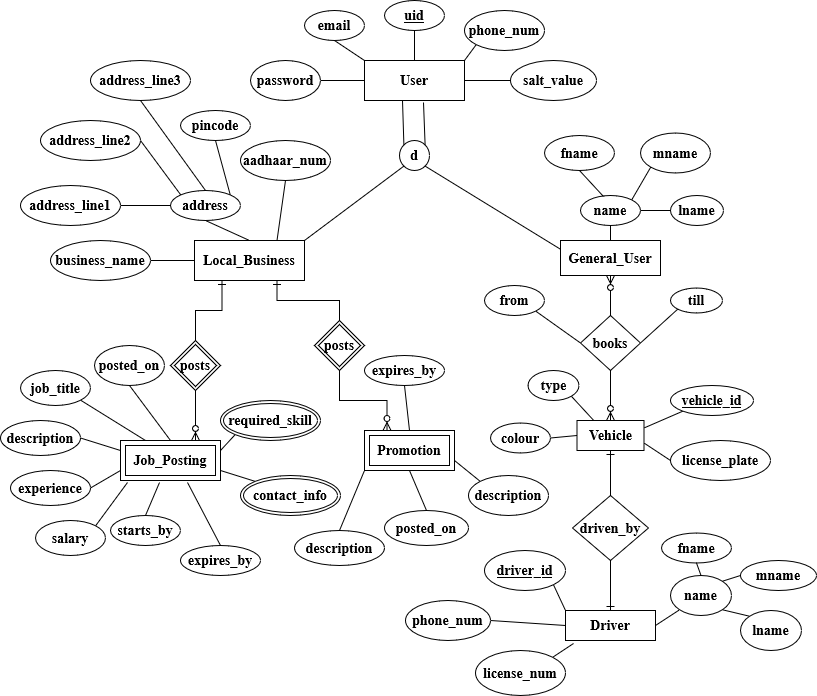 uid
email
phone_num
User
password
salt_value
address_line3
pincode
address_line2
aadhaar_num
d
fname
mname
address_line1
address
name
lname
business_name
Local_Business
General_User
from
till
posts
posts
books
posted_on
expires_by
job_title
type
vehicle_id
required_skill
description
colour
Vehicle
Job_Posting
Promotion
license_plate
experience
contact_info
description
salary
starts_by
posted_on
driven_by
description
fname
expires_by
driver_id
mname
name
phone_num
Driver
lname
license_num